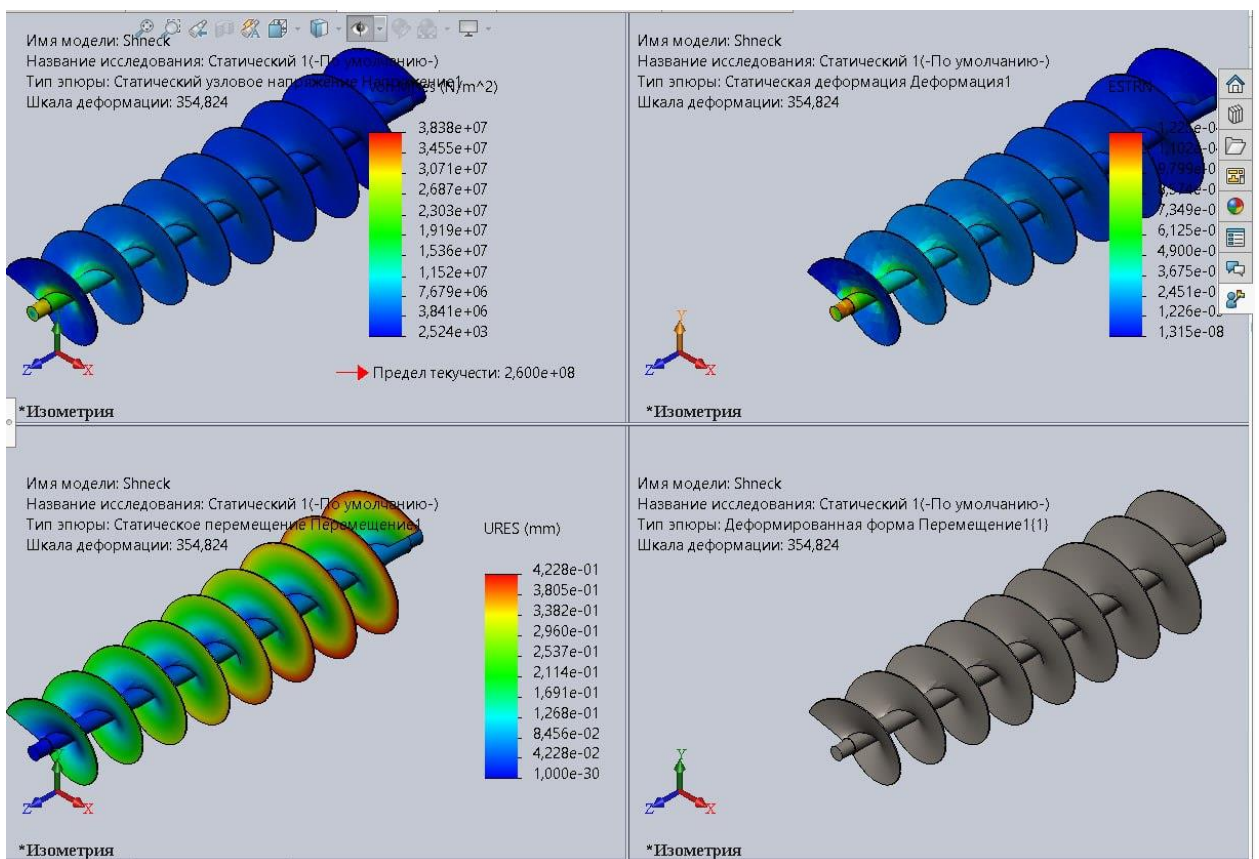 Имя модели: Shneck
Название исследования: Статический 1(-По умолчанию-)
Тип эпюры: Статический узловое напряжение Напряжение1
Шкала деформации: 354,824
(N/m^2)
3,838e+07
3,455e+07
3,071e+07
2,687e+07
2,303e+07
1,919e+07
1,536e+07
1,152e+07
7,679e+06
3,841e+06
2,524e+03
Предел текучести: 2,600e+08
Z
X
*Изометрия
Имя модели: Shneck
Название исследования: Статический 1(-По умолчанию-)
Тип эпюры: Статическая деформация Деформация1
Шкала деформации: 354,824
ESTRN
7,349e-0
6,125e-0
4,900e-0
3,675e-0
2,451e-0
1,226e-0
1,315e-08
Y
Z
X
*Изометрия
Имя модели: Shneck
Название исследования: Статический 1(-По умолчанию-)
Тип эпюры: Статическое перемещение Перемещение1
Шкала деформации: 354,824
URES (mm)
4,228e-01
3,805e-01
3,382e-01
2,960e-01
2,537e-01
2,114e-01
1,691e-01
1,268e-01
8,456e-02
4,228e-02
1,000e-30
Z
X
*Изометрия
Имя модели: Shneck
Название исследования: Статический 1(-По умолчанию-)
Тип эпюры: Деформированная форма Перемещение1{1}
Шкала деформации: 354,824
Y
Z
X
*Изометрия